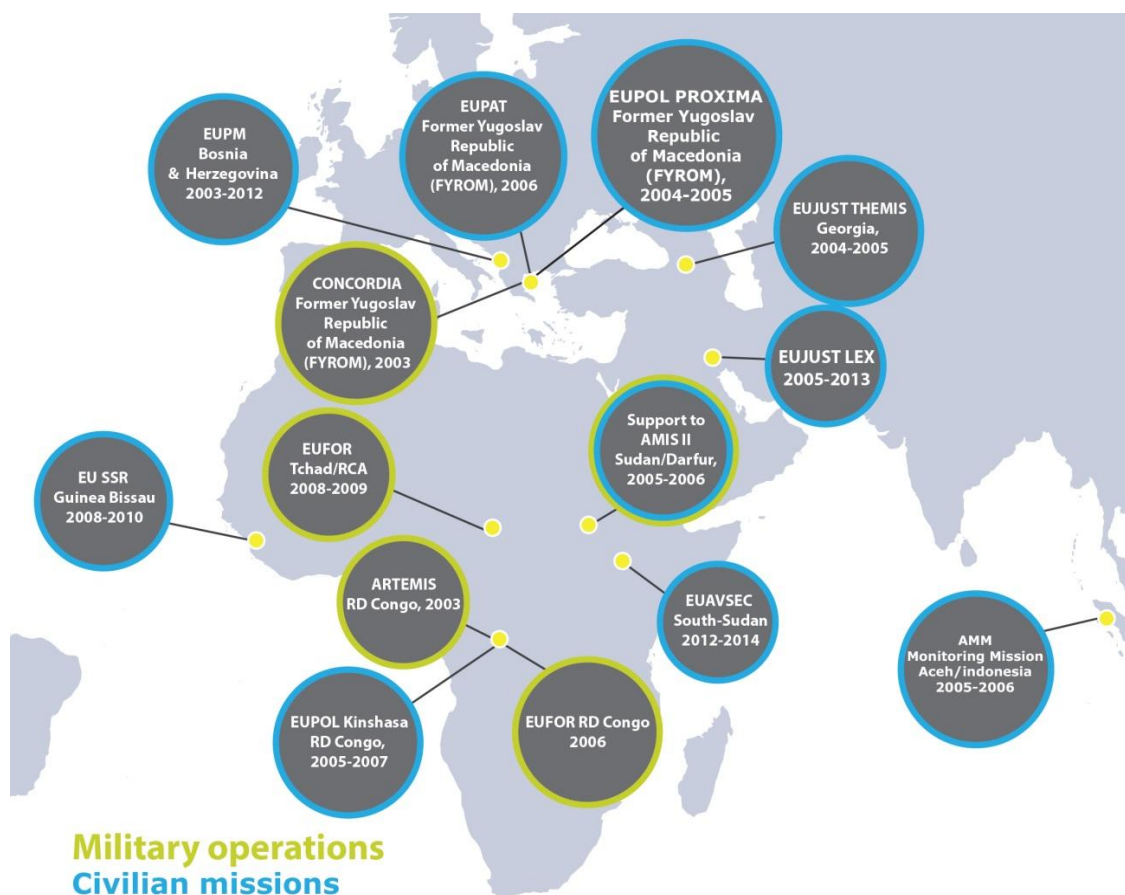 EUPM
Bosnia
& Herzegovina
2003-2012
EUPAT
Former Yugoslav
Republic
of Macedonia
(FYROM), 2006
EUPOL PROXIMA
Former Yugoslav
Republic
of Macedonia
(FYROM),
2004-2005
EUJUST THEMIS
Georgia,
2004-2005
CONCORDIA
Former Yugoslav
Republic
of Macedonia
(FYROM), 2003
EUJUST LEX
2005-2013
EUFOR
Tchad/RCA
2008-2009
Support to
AMIS II
Sudan/Darfur,
2005-2006
EU SSR
Guinea Bissau
2008-2010
ARTEMIS
RD Congo, 2003
EUAVSEC
South-Sudan
2012-2014
AMM
Monitoring Mission
Aceh/indonesia
2005-2006
EUPOL Kinshasa
RD Congo,
2005-2007
EUFOR RD Congo
2006
Military operations
Civilian missions